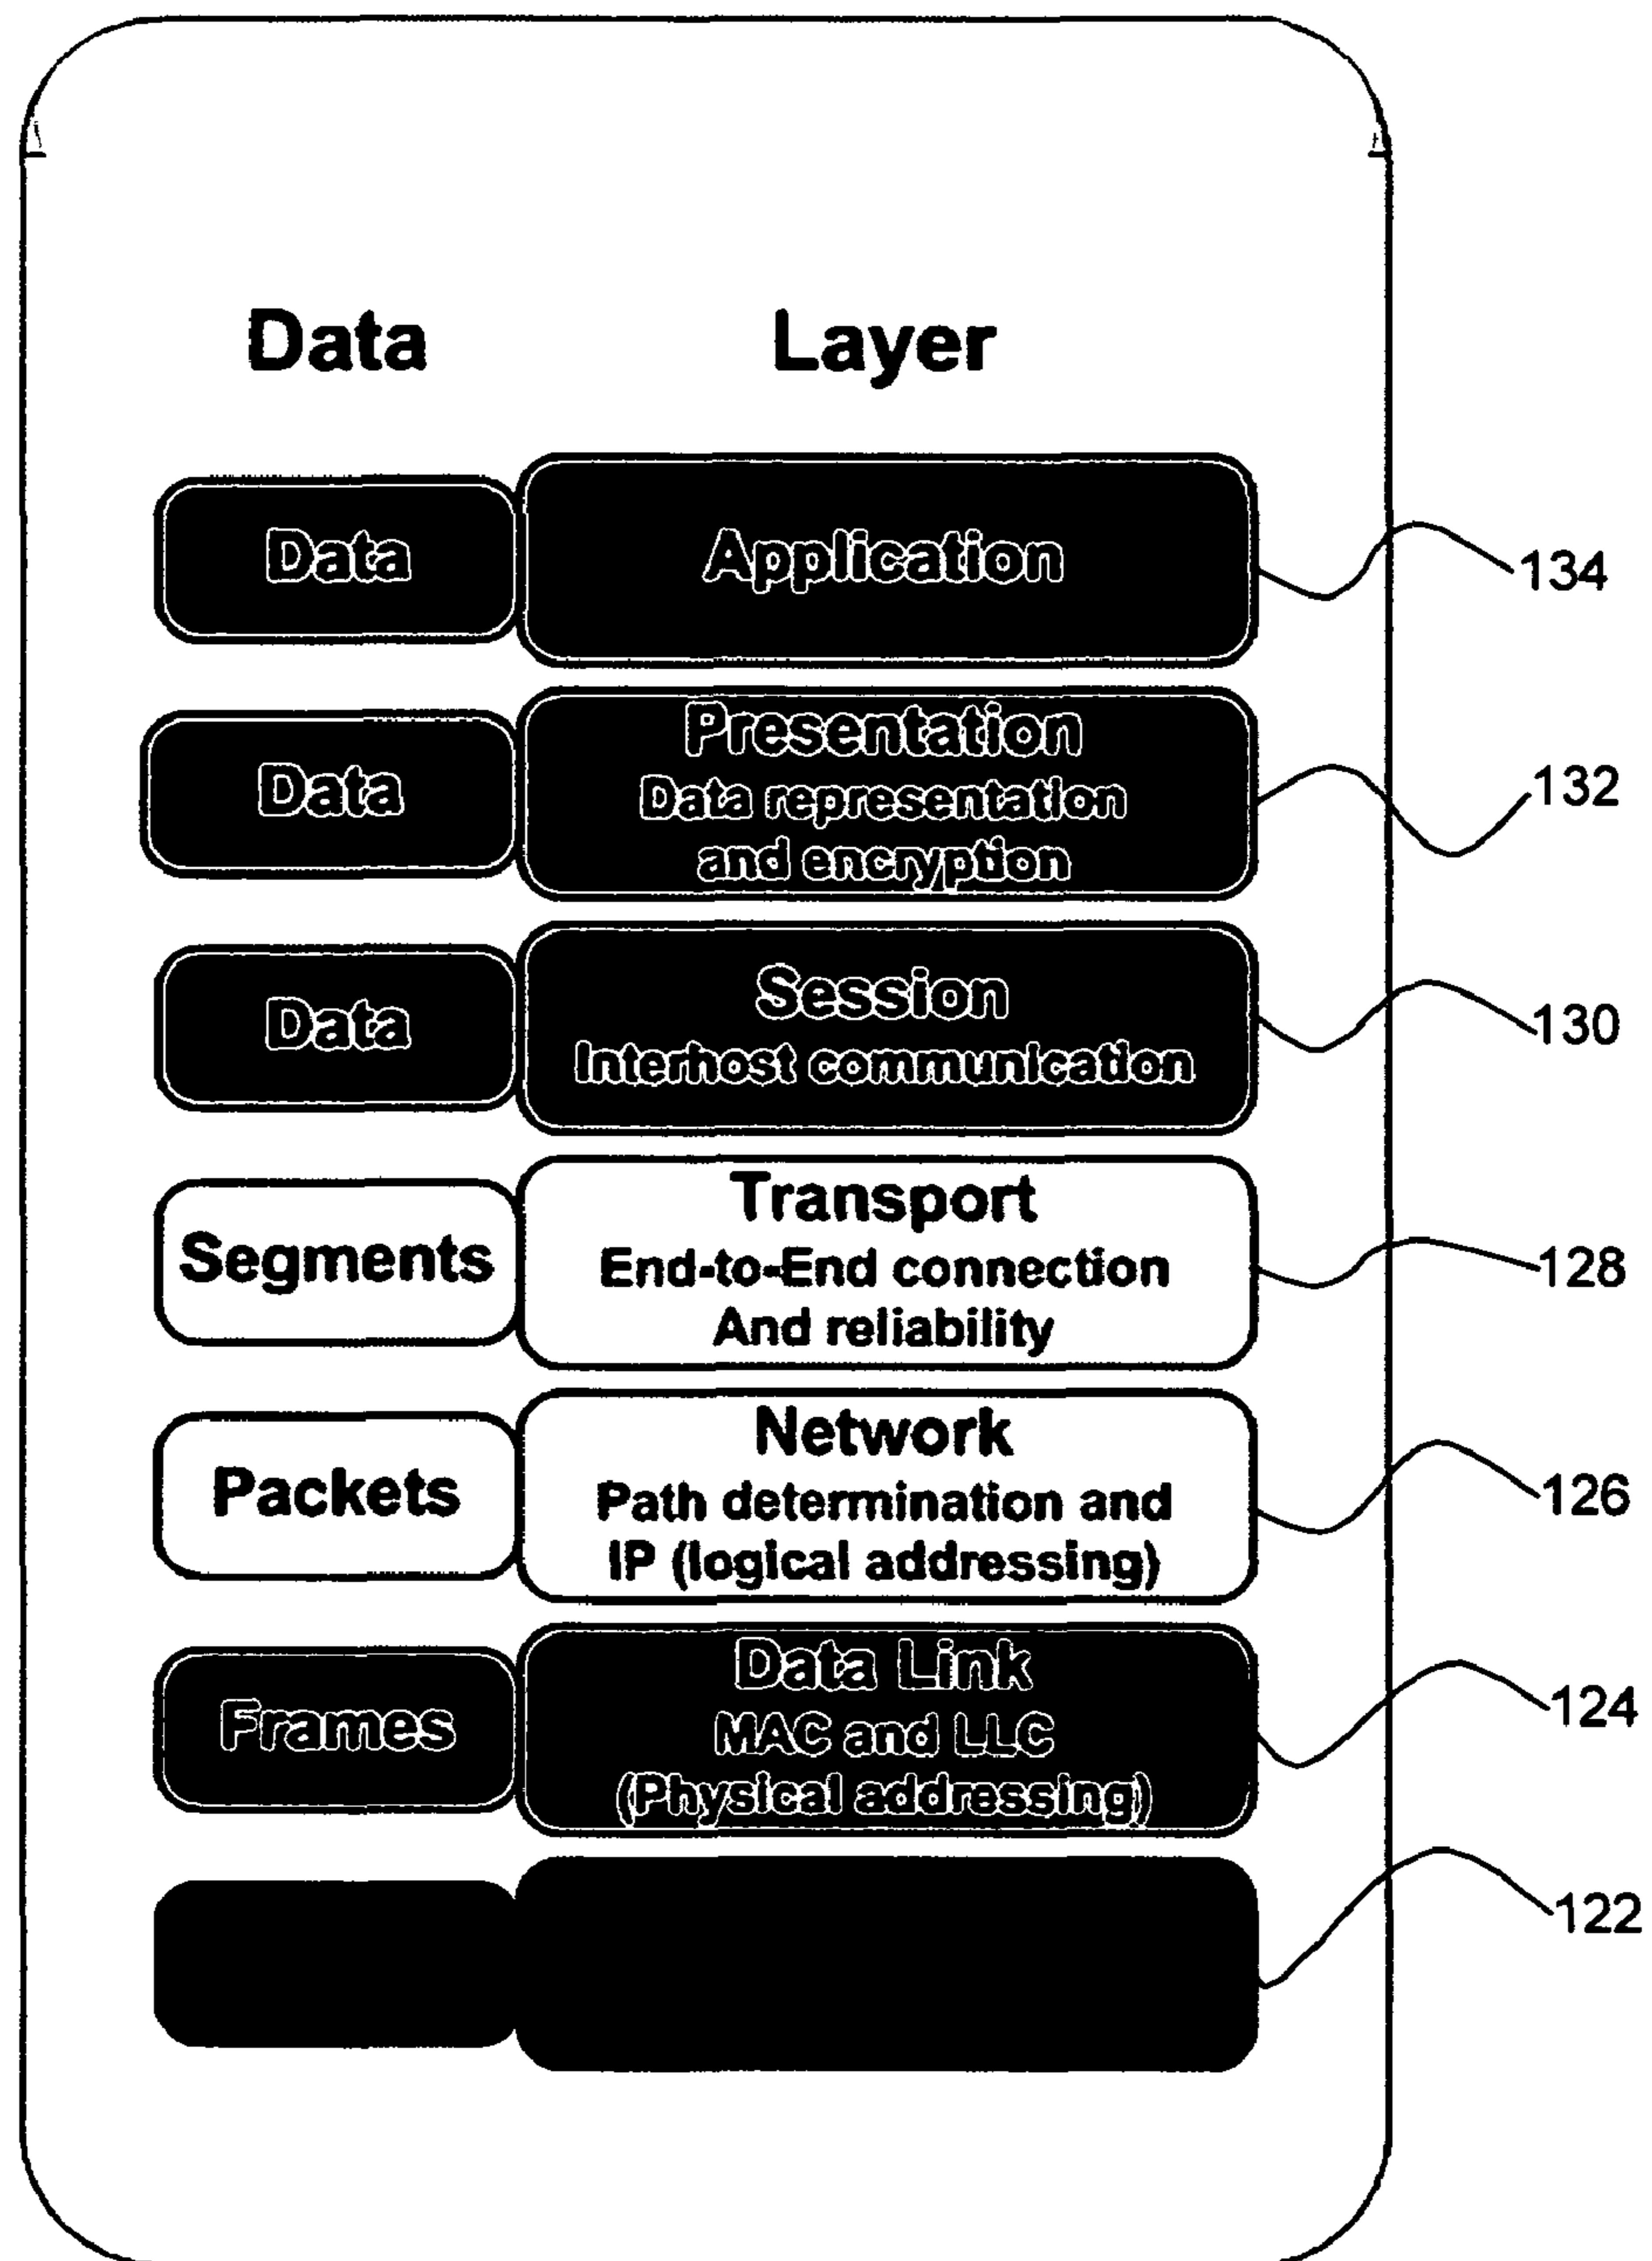 Data Layer
Data Application 134
Data Presentation 132
Data representation
and encryption
Data Session 130
Interhost communication
Segments Transport 128
End-to-End connection
And reliability
Packets Network 126
Path determination and
IP (logical addressing)
Frames Data Link 124
MAC and LLC
(Physical addressing)
122